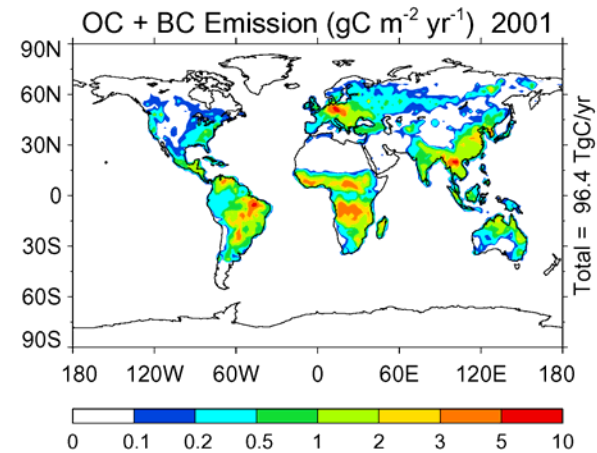 OC + BC Emission (gC m⁻² yr⁻¹) 2001
90N
60N
30N
0
30S
60S
90S
180 120W 60W 0 60E 120E 180
Total = 96.4 TgC/yr
0 0.1 0.2 0.5 1 2 3 5 10